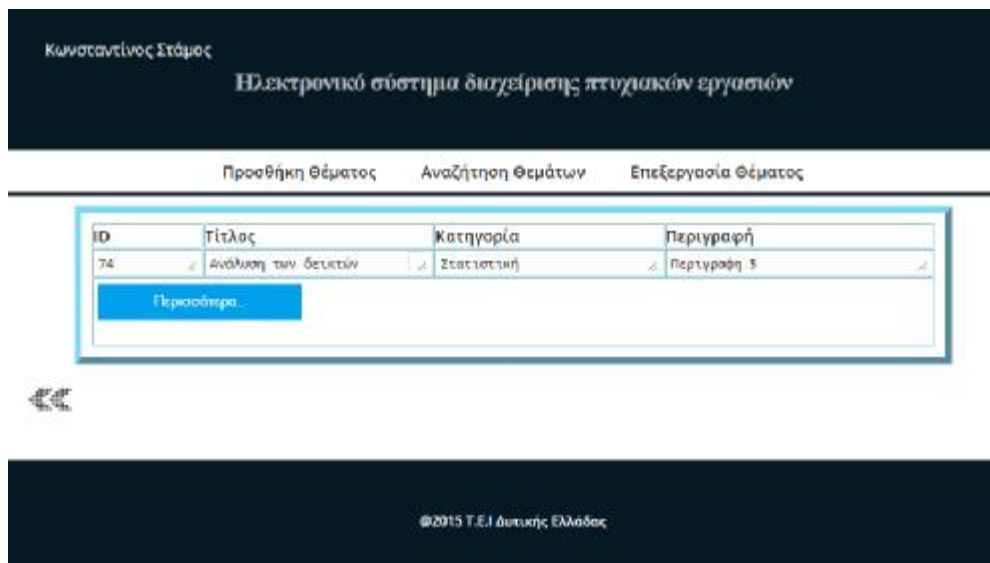 Κωνσταντίνος Στάμος
Ηλεκτρονικό σύστημα διαχείρισης πτυχιακών εργασιών
Προσθήκη Θέματος Αναζήτηση Θεμάτων Επεξεργασία Θέματος
ID Τίτλος Κατηγορία Περιγραφή
74 Ανάλυση των δεικτών Στατιστική Περιγραφη 5
Περισσότερα...
@2015 Τ.Ε.Ι Δυτικής Ελλάδας